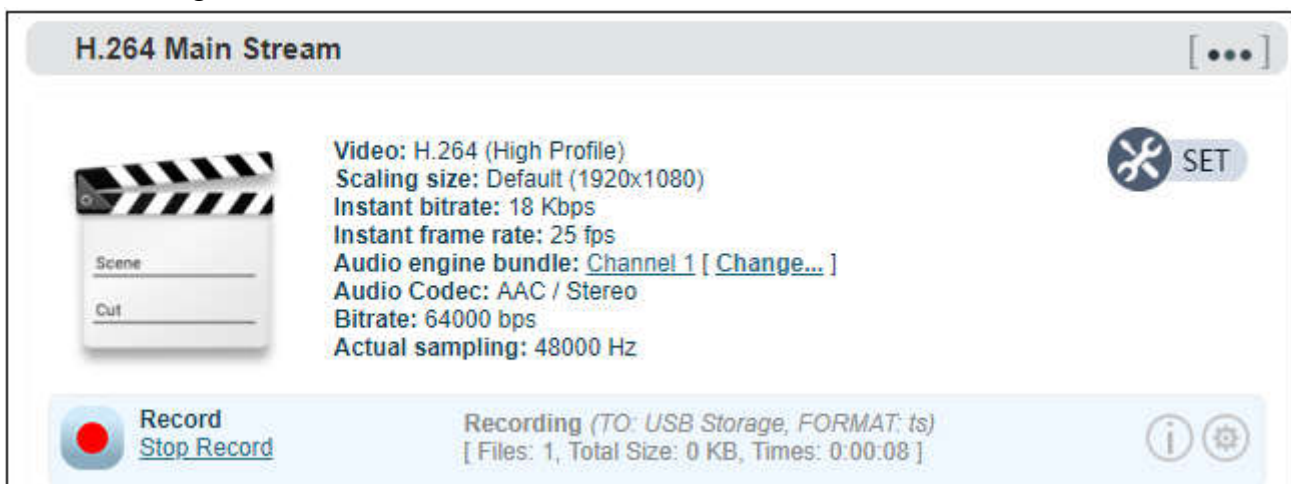 H.264 Main Stream
[ ••• ]
Video: H.264 (High Profile)
Scaling size: Default (1920x1080)
Instant bitrate: 18 Kbps
Instant frame rate: 25 fps
Audio engine bundle: Channel 1 [ Change... ]
Audio Codec: AAC / Stereo
Bitrate: 64000 bps
Actual sampling: 48000 Hz
SET
Scene
Cut
Record
Stop Record
Recording (TO: USB Storage, FORMAT: ts)
[ Files: 1, Total Size: 0 KB, Times: 0:00:08 ]